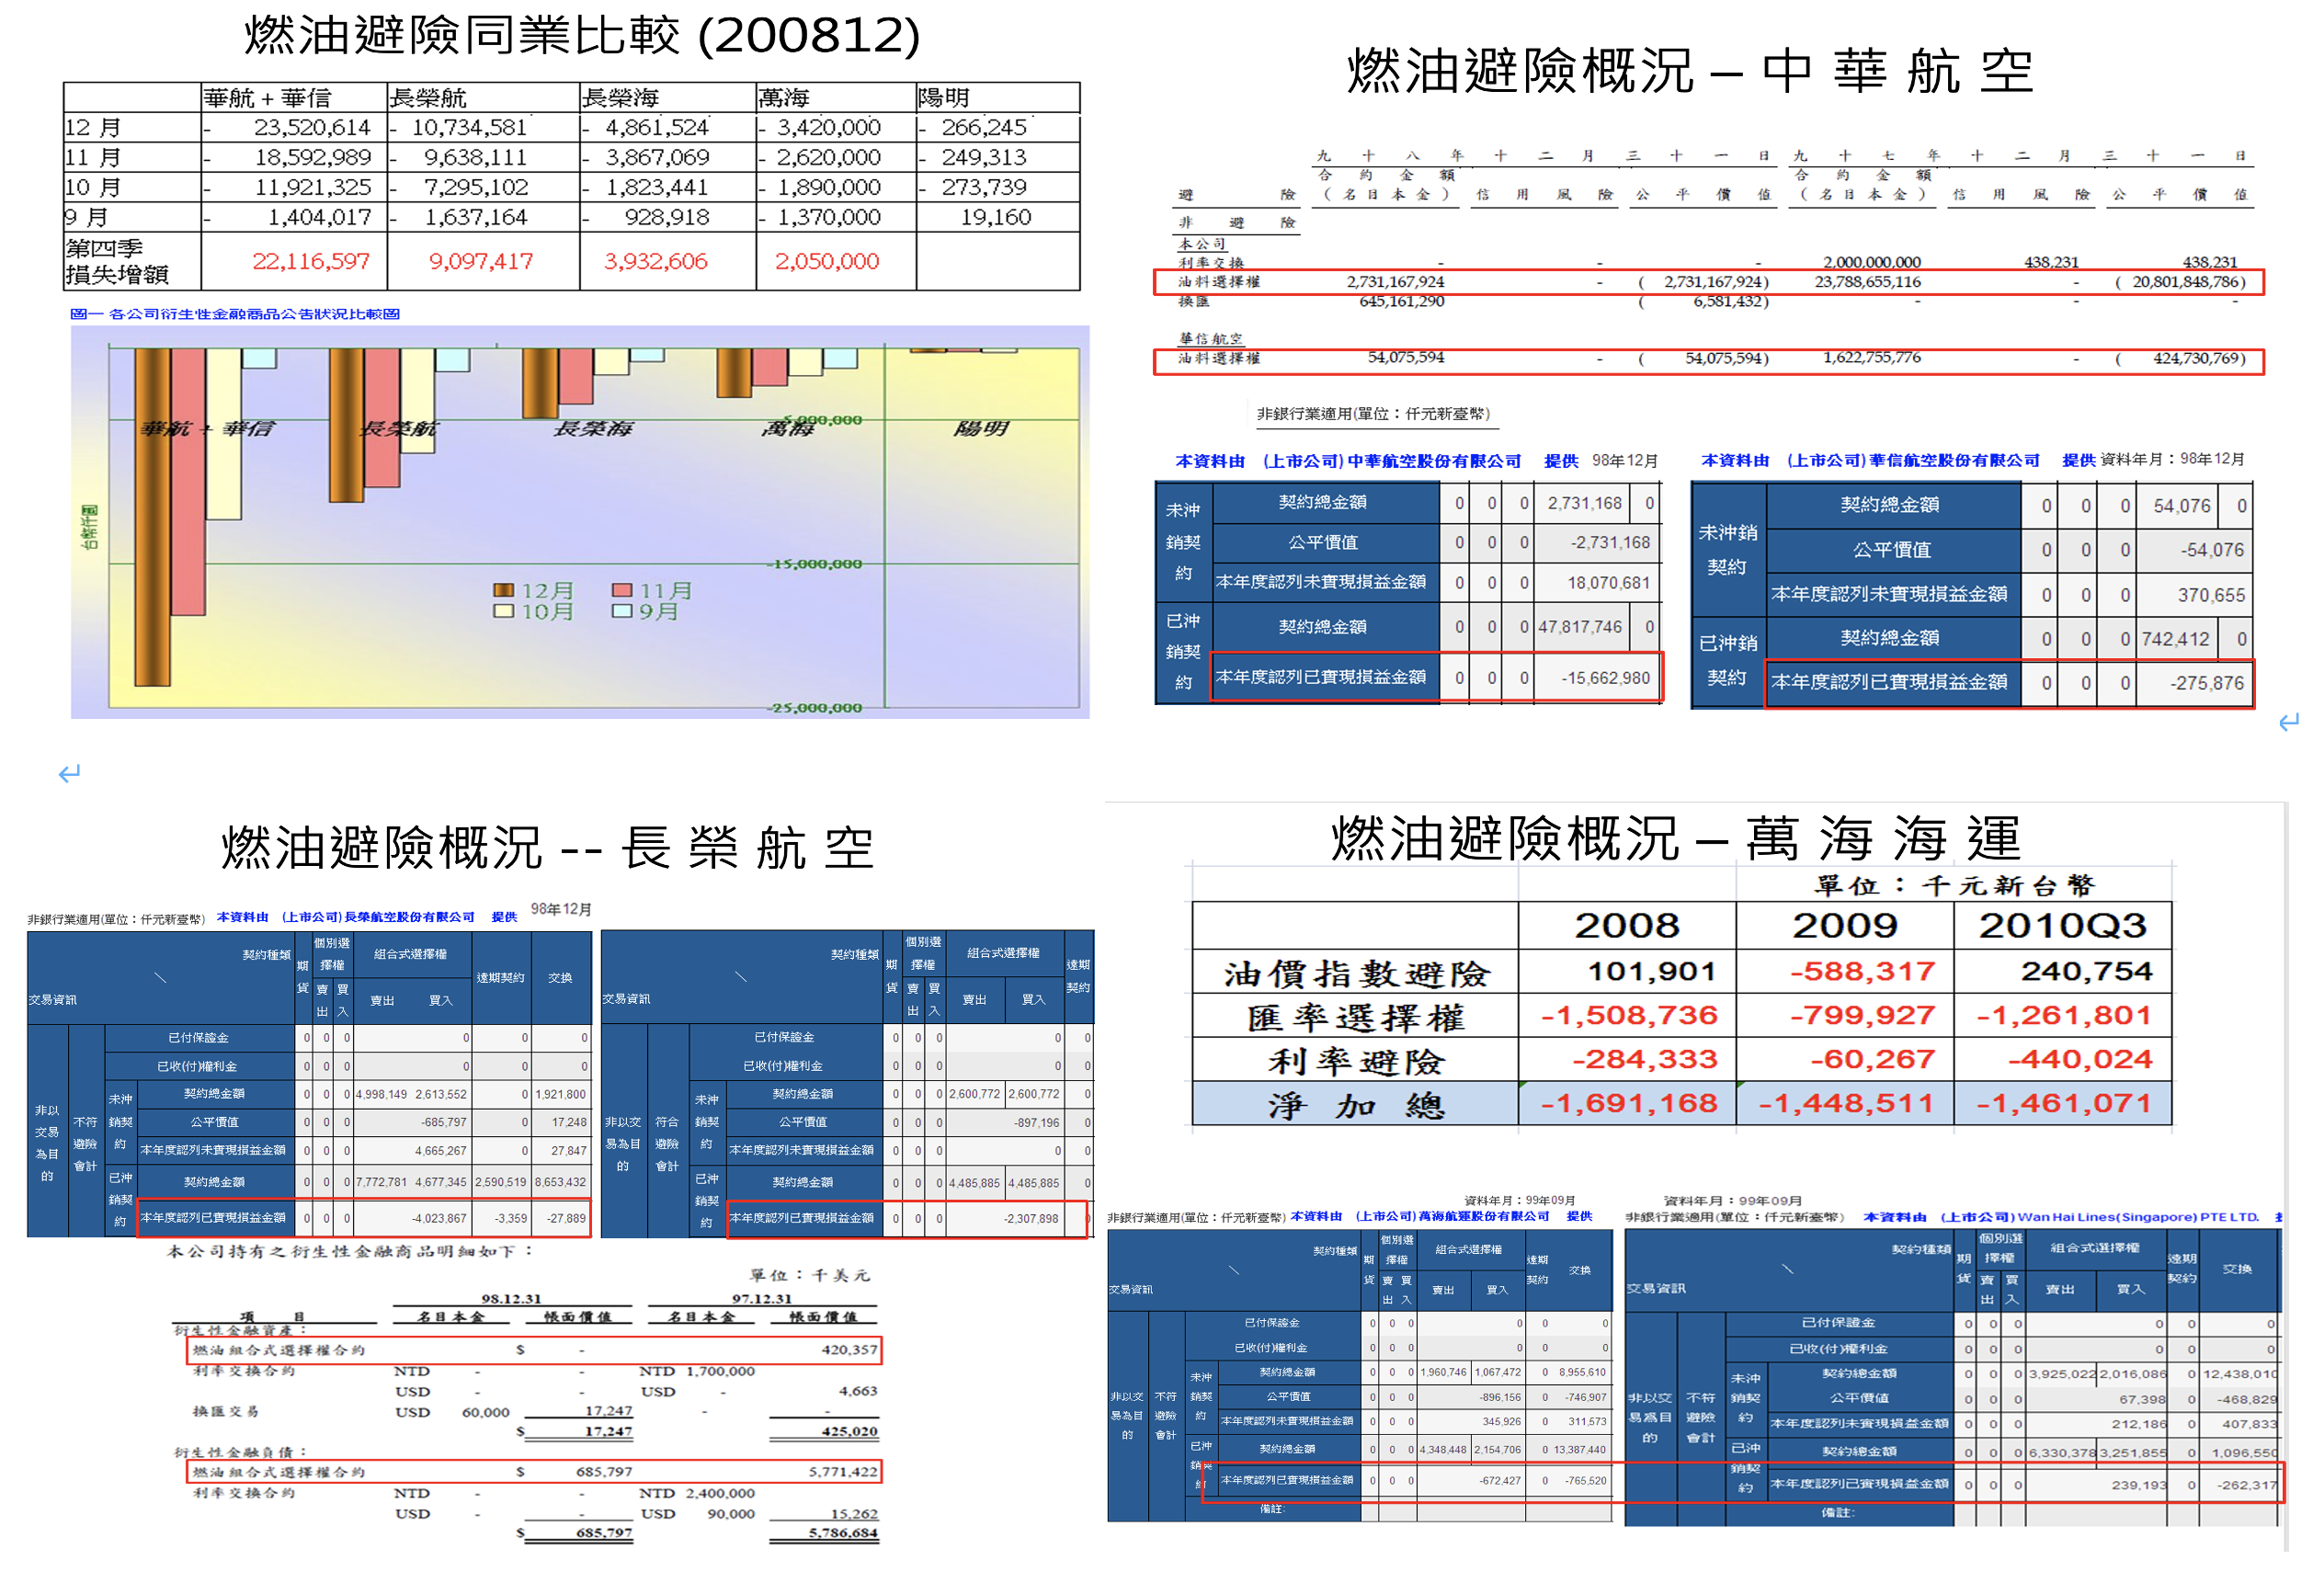 燃油避險同業比較 (200812)
華航 + 華信 長榮航 長榮海 萬海 陽明
12 月 - 23,520,614 - 10,734,581 - 4,861,524 - 3,420,000 - 266,245
11 月 - 18,592,989 - 9,638,111 - 3,867,069 - 2,620,000 - 249,313
10 月 - 11,921,325 - 7,295,102 - 1,823,441 - 1,890,000 - 273,739
9 月 - 1,404,017 - 1,637,164 - 928,918 - 1,370,000 19,160
第四季
損失增額 22,116,597 9,097,417 3,932,606 2,050,000
圖一 各公司衍生性金融商品公告狀況比較圖
-5,000,000
華航 + 華信 長榮航 長榮海 萬海 陽明
台幣仟圓
-15,000,000
12月 11月
10月 9月
-25,000,000
燃油避險概況 – 中 華 航 空
九十八年十二月三十一日 九十七年十二月三十一日
合約金額 合約金額
避險 (名目本金) 信用風險 公平價值 (名目本金) 信用風險 公平價值
非避險
本公司
利率交換 - - - 2,000,000,000 438,231 438,231
油料選擇權 2,731,167,924 - ( 2,731,167,924) 23,788,655,116 - ( 20,801,848,786)
換匯 645,161,290 ( 6,581,432) - - -
華信航空
油料選擇權 54,075,594 - ( 54,075,594) 1,622,755,776 - ( 424,730,769)
非銀行業適用(單位：仟元新臺幣)
本資料由 (上市公司)中華航空股份有限公司 提供 98年12月
未沖銷契約 契約總金額 0 0 0 2,731,168 0
公平價值 0 0 0 -2,731,168
本年度認列未實現損益金額 0 0 0 18,070,681
已沖銷契約 契約總金額 0 0 0 47,817,746 0
本年度認列已實現損益金額 0 0 0 -15,662,980
本資料由 (上市公司)華信航空股份有限公司 提供 資料年月：98年12月
未沖銷契約 契約總金額 0 0 0 54,076 0
公平價值 0 0 0 -54,076
本年度認列未實現損益金額 0 0 0 370,655
已沖銷契約 契約總金額 0 0 0 742,412 0
本年度認列已實現損益金額 0 0 0 -275,876
燃油避險概況 -- 長 榮 航 空
非銀行業適用(單位：仟元新臺幣) 本資料由 (上市公司)長榮航空股份有限公司 提供 98年12月
契約種類 \ 交易資訊 期貨 個別選擇權 賣出 買入 組合式選擇權 賣出 買入 遠期契約 交換
非以交易為目的 不符避險會計
已付保證金 0 0 0 0 0 0
已收(付)權利金 0 0 0 0 0 0
未沖銷契約 契約總金額 0 0 0 4,998,149 2,613,552 0 1,921,800
公平價值 0 0 0 -685,797 0 17,248
本年度認列未實現損益金額 0 0 0 4,665,267 0 27,847
已沖銷契約 契約總金額 0 0 0 7,772,781 4,677,345 2,590,519 8,653,432
本年度認列已實現損益金額 0 0 0 -4,023,867 -3,359 -27,889
契約種類 \ 交易資訊 期貨 個別選擇權 賣出 買入 組合式選擇權 賣出 買入 遠期契約
非以交易為目的 符合避險會計
已付保證金 0 0 0 0 0
已收(付)權利金 0 0 0 0 0
未沖銷契約 契約總金額 0 0 0 2,600,772 2,600,772 0
公平價值 0 0 0 -897,196 0
本年度認列未實現損益金額 0 0 0 0 0
已沖銷契約 契約總金額 0 0 0 4,485,885 4,485,885 0
本年度認列已實現損益金額 0 0 0 -2,307,898 0
本公司持有之衍生性金融商品明細如下：
單位：千美元
98.12.31 97.12.31
項目 名目本金 帳面價值 名目本金 帳面價值
衍生性金融資產：
燃油組合式選擇權合約 $ - 420,357
利率交換合約 NTD - - NTD 1,700,000
USD - - USD - 4,663
換匯交易 USD 60,000 17,247 - -
$ 17,247 425,020
衍生性金融負債：
燃油組合式選擇權合約 $ 685,797 5,771,422
利率交換合約 NTD - - NTD 2,400,000
USD - - USD 90,000 15,262
$ 685,797 5,786,684
燃油避險概況 – 萬 海 海 運
單位：千元新台幣
2008 2009 2010Q3
油價指數避險 101,901 -588,317 240,754
匯率選擇權 -1,508,736 -799,927 -1,261,801
利率避險 -284,333 -60,267 -440,024
淨 加 總 -1,691,168 -1,448,511 -1,461,071
資料年月：99年09月
非銀行業適用(單位：仟元新臺幣) 本資料由 (上市公司)萬海航運股份有限公司 提供
契約種類 \ 交易資訊 期貨 個別選擇權 賣出 買入 組合式選擇權 賣出 買入 遠期契約 交換
非以交易為目的 不符避險會計
已付保證金 0 0 0 0 0 0
已收(付)權利金 0 0 0 0 0 0
未沖銷契約 契約總金額 0 0 0 1,960,746 1,067,472 0 8,955,610
公平價值 0 0 0 -896,156 0 -746,907
本年度認列未實現損益金額 0 0 0 345,926 0 311,573
已沖銷契約 契約總金額 0 0 0 4,348,448 2,154,706 0 13,387,440
本年度認列已實現損益金額 0 0 0 -672,427 0 -765,520
備註:
資料年月：99年09月
非銀行業適用(單位：仟元新臺幣) 本資料由 (上市公司)Wan Hai Lines(Singapore) PTE LTD.
契約種類 \ 交易資訊 期貨 個別選擇權 賣出 買入 組合式選擇權 賣出 買入 遠期契約 交換
非以交易為目的 不符避險會計
已付保證金 0 0 0 0 0 0
已收(付)權利金 0 0 0 0 0 0
未沖銷契約 契約總金額 0 0 0 3,925,022 2,016,086 0 12,438,010
公平價值 0 0 0 67,398 0 -468,829
本年度認列未實現損益金額 0 0 0 212,186 0 407,833
已沖銷契約 契約總金額 0 0 0 6,330,378 3,251,855 0 1,096,550
本年度認列已實現損益金額 0 0 0 239,193 0 -262,317
備註: